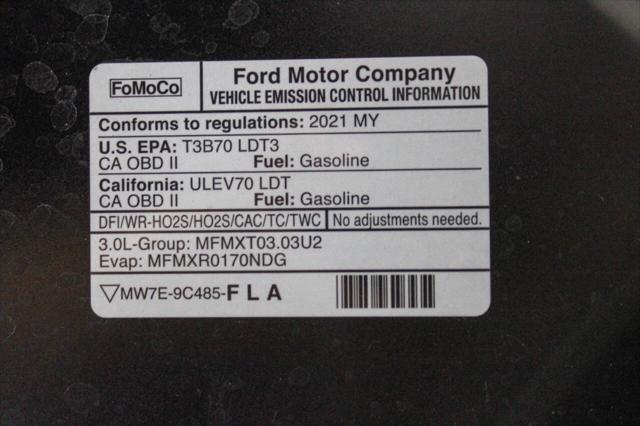 FoMoCo
Ford Motor Company
VEHICLE EMISSION CONTROL INFORMATION
Conforms to regulations: 2021 MY
U.S. EPA: T3B70 LDT3
CA OBD II Fuel: Gasoline
California: ULEV70 LDT
CA OBD II Fuel: Gasoline
DFI/WR-HO2S/HO2S/CAC/TC/TWC No adjustments needed.
3.0L-Group: MFMXT03.03U2
Evap: MFMXR0170NDG
▽MW7E-9C485-F L A